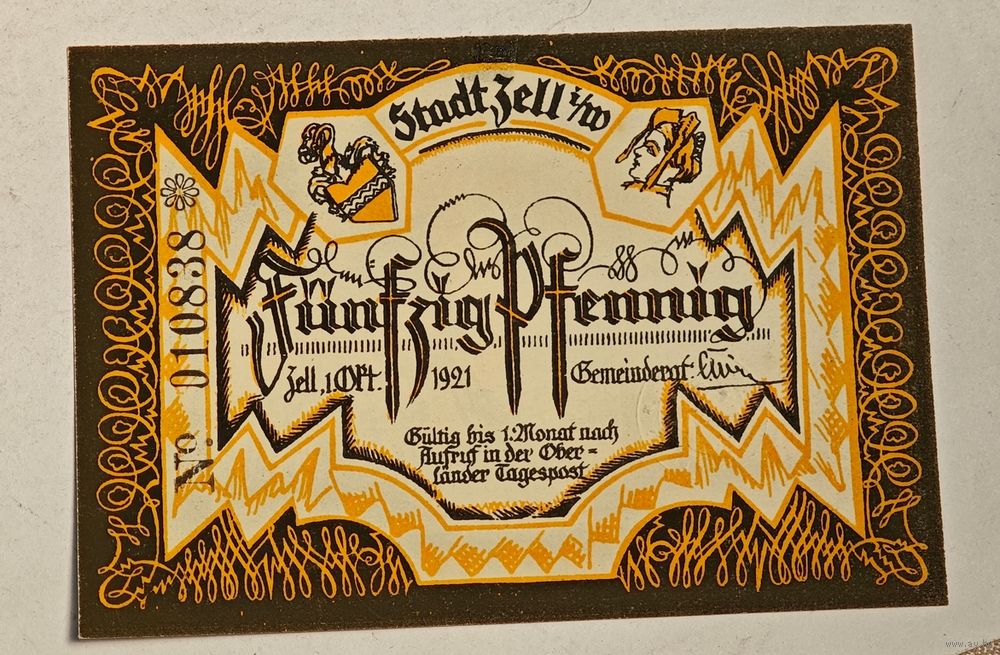 Stadt Zell i/W
Fünfzig Pfennig
Zell, 1. Okt. 1921 Gemeinderat:
Gültig bis 1. Monat nach
Aufruf in der Ober=
länder Tagespost
No. 010838